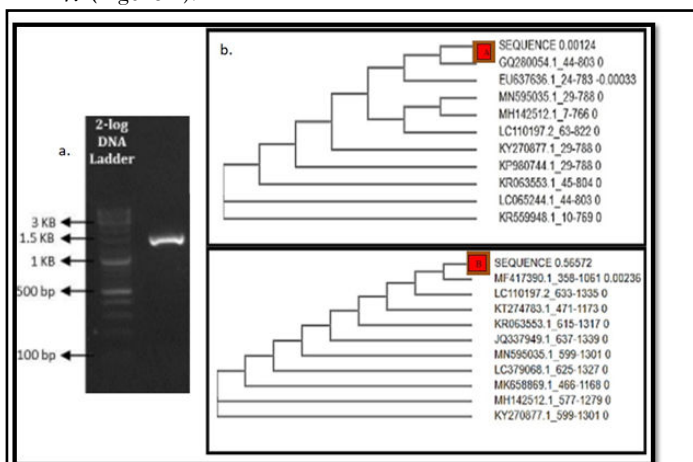 a.
2-log
DNA
Ladder
3 KB
1.5 KB
1 KB
500 bp
100 bp
b.
A
SEQUENCE 0.00124
GQ280054.1_44-803 0
EU637636.1_24-783 -0.00033
MN595035.1_29-788 0
MH142512.1_7-766 0
LC110197.2_63-822 0
KY270877.1_29-788 0
KP980744.1_29-788 0
KR063553.1_45-804 0
LC065244.1_44-803 0
KR559948.1_10-769 0
B
SEQUENCE 0.56572
MF417390.1_358-1061 0.00236
LC110197.2_633-1335 0
KT274783.1_471-1173 0
KR063553.1_615-1317 0
JQ337949.1_637-1339 0
MN595035.1_599-1301 0
LC379068.1_625-1327 0
MK658869.1_466-1168 0
MH142512.1_577-1279 0
KY270877.1_599-1301 0